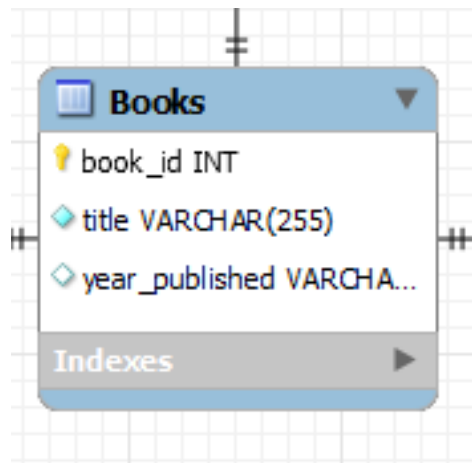 Books
book_id INT
title VARCHAR(255)
year_published VARCHA...
Indexes